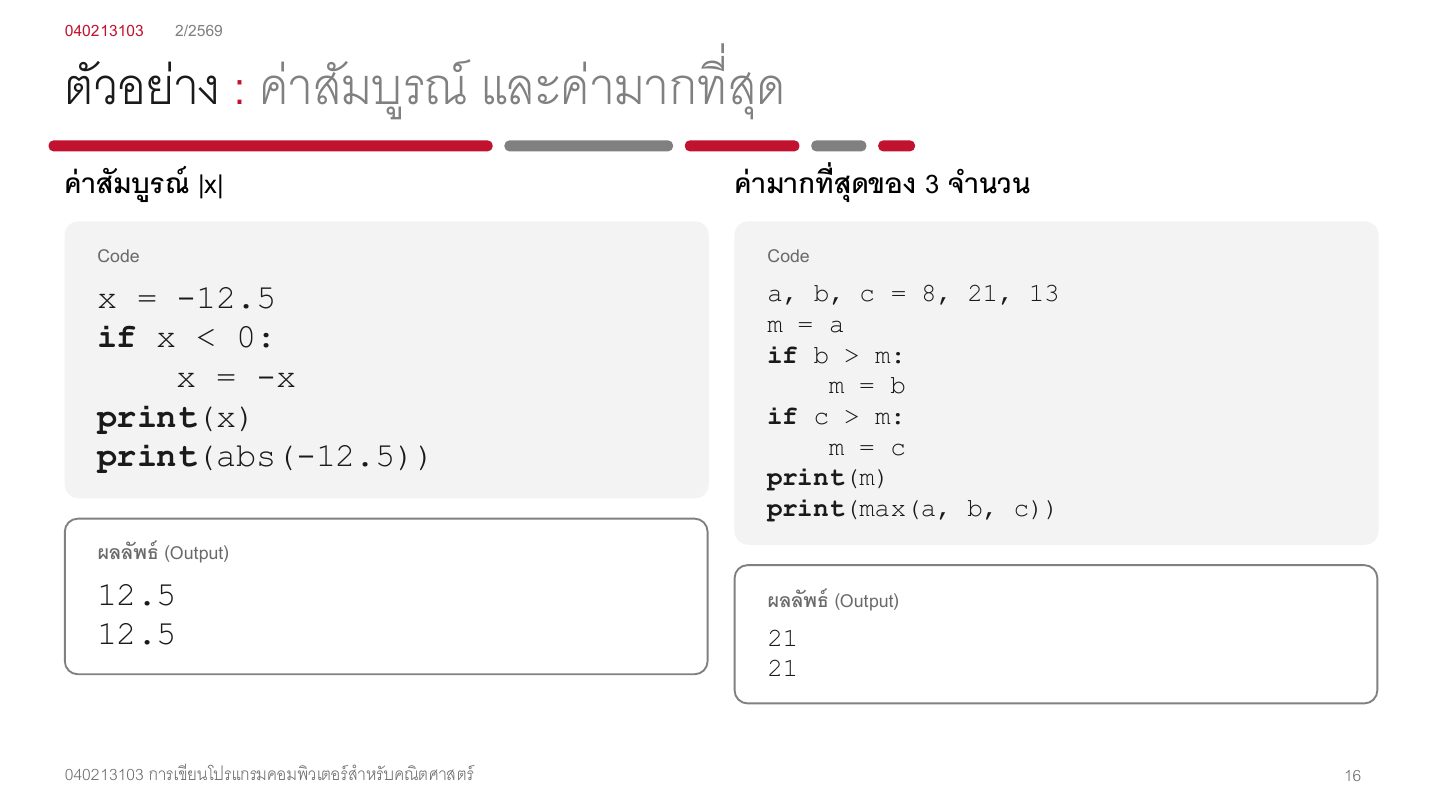 040213103 2/2569
ตัวอย่าง : ค่าสัมบูรณ์ และค่ามากที่สุด
ค่าสัมบูรณ์ |x|
Code
x = -12.5
if x < 0:
    x = -x
print(x)
print(abs(-12.5))
ผลลัพธ์ (Output)
12.5
12.5
ค่ามากที่สุดของ 3 จำนวน
Code
a, b, c = 8, 21, 13
m = a
if b > m:
    m = b
if c > m:
    m = c
print(m)
print(max(a, b, c))
ผลลัพธ์ (Output)
21
21
040213103 การเขียนโปรแกรมคอมพิวเตอร์สำหรับคณิตศาสตร์ 16